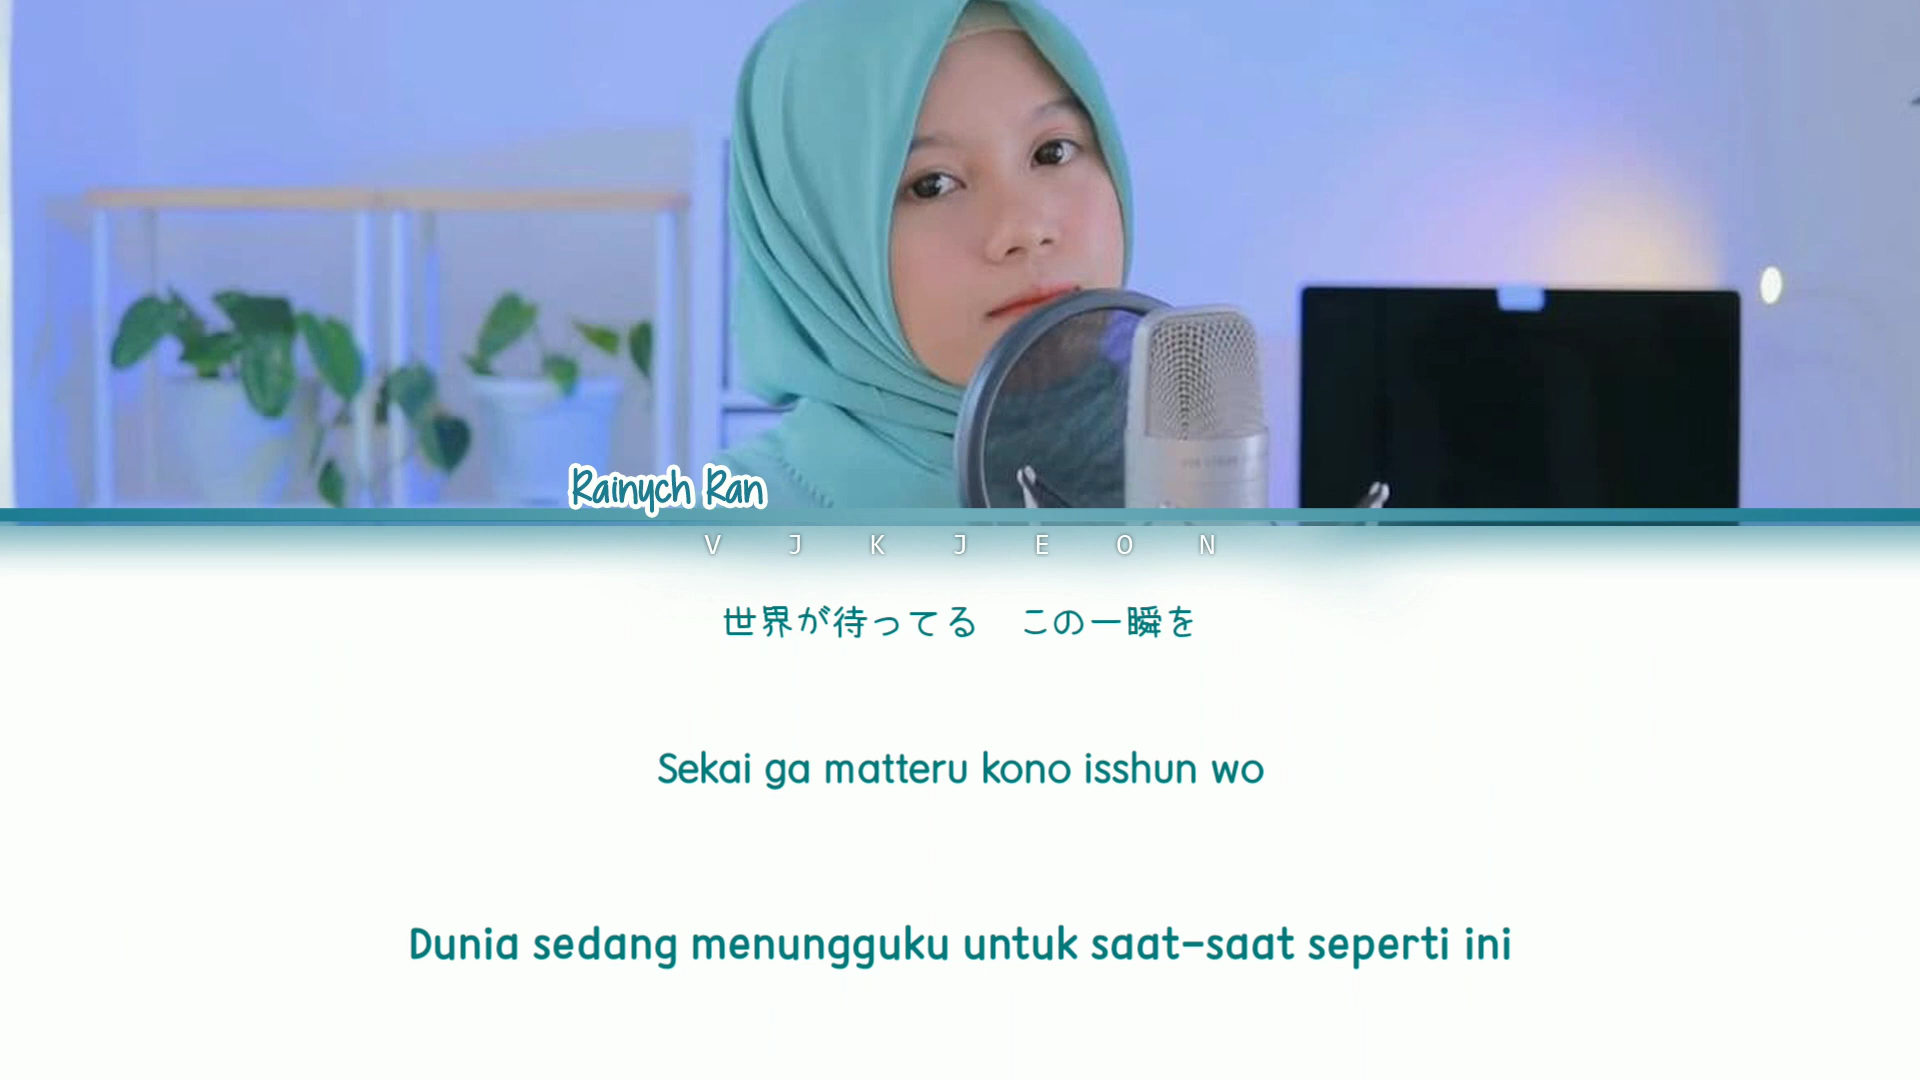 Rainych Ran
V J K J E O N
世界が待ってる　この一瞬を
Sekai ga matteru kono isshun wo
Dunia sedang menungguku untuk saat-saat seperti ini